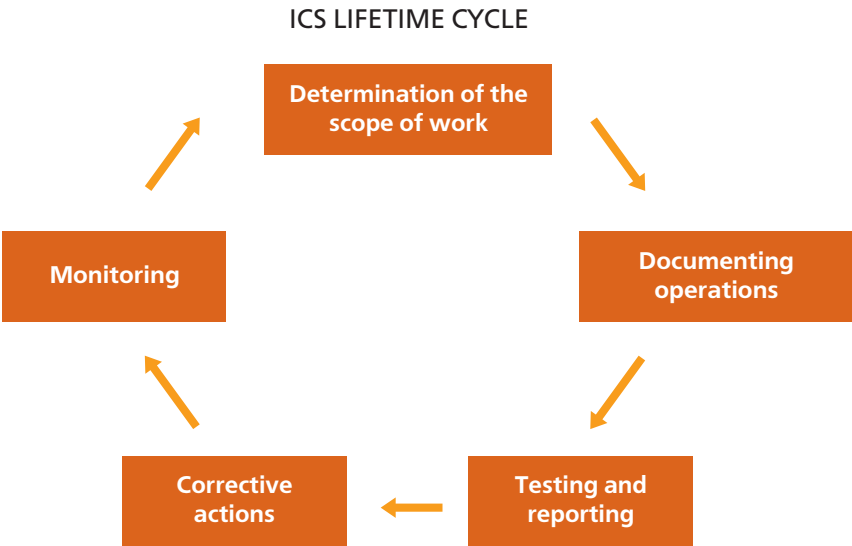 ICS LIFETIME CYCLE
Determination of the
scope of work
Documenting
operations
Testing and
reporting
Corrective
actions
Monitoring